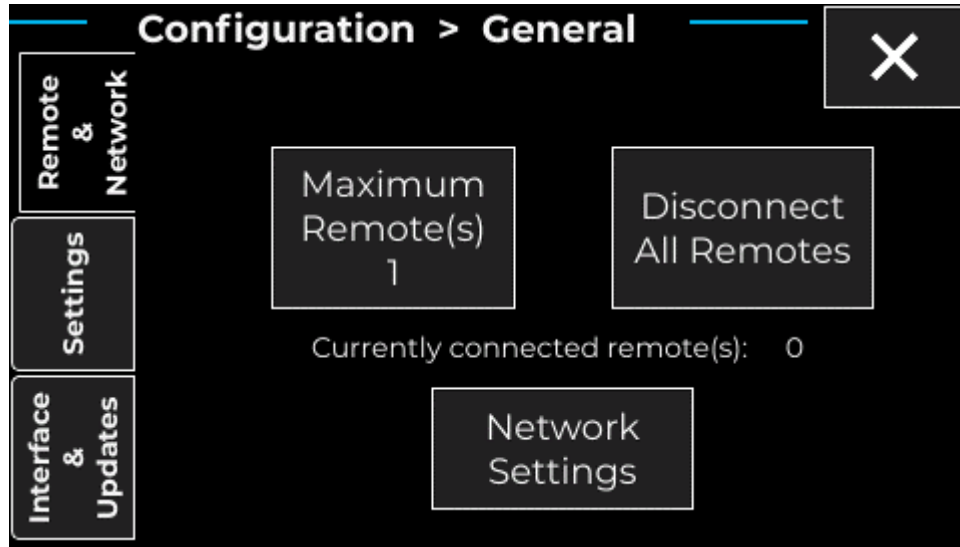 Configuration > General
Remote
&
Network
Settings
Interface
&
Updates
Maximum
Remote(s)
1
Disconnect
All Remotes
Currently connected remote(s): 0
Network
Settings